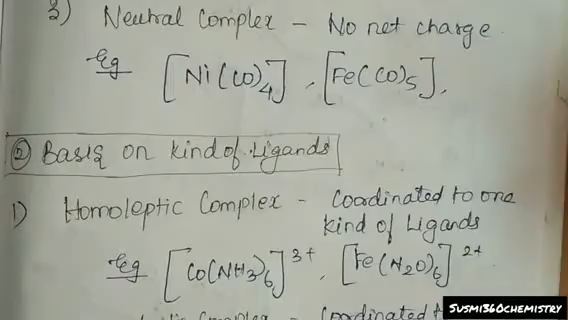 3) Neutral Complex - No net charge.
Eg [Ni(CO)4], [Fe(CO)5],
② Basis on kind of Ligands
1) Homoleptic Complex - Coordinated to one
kind of Ligands
Eg [Co(NH3)6]3+, [Fe(H2O)6]2+
Complex - Coordinated
SUSMI360CHEMISTRY